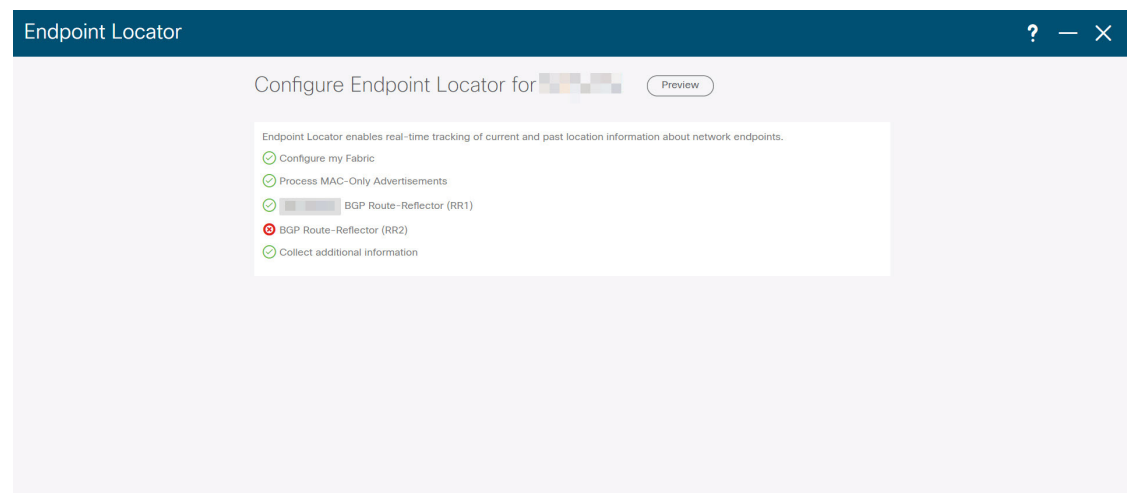 Endpoint Locator
?
Configure Endpoint Locator for
Preview
Endpoint Locator enables real-time tracking of current and past location information about network endpoints.
Configure my Fabric
Process MAC-Only Advertisements
BGP Route-Reflector (RR1)
BGP Route-Reflector (RR2)
Collect additional information